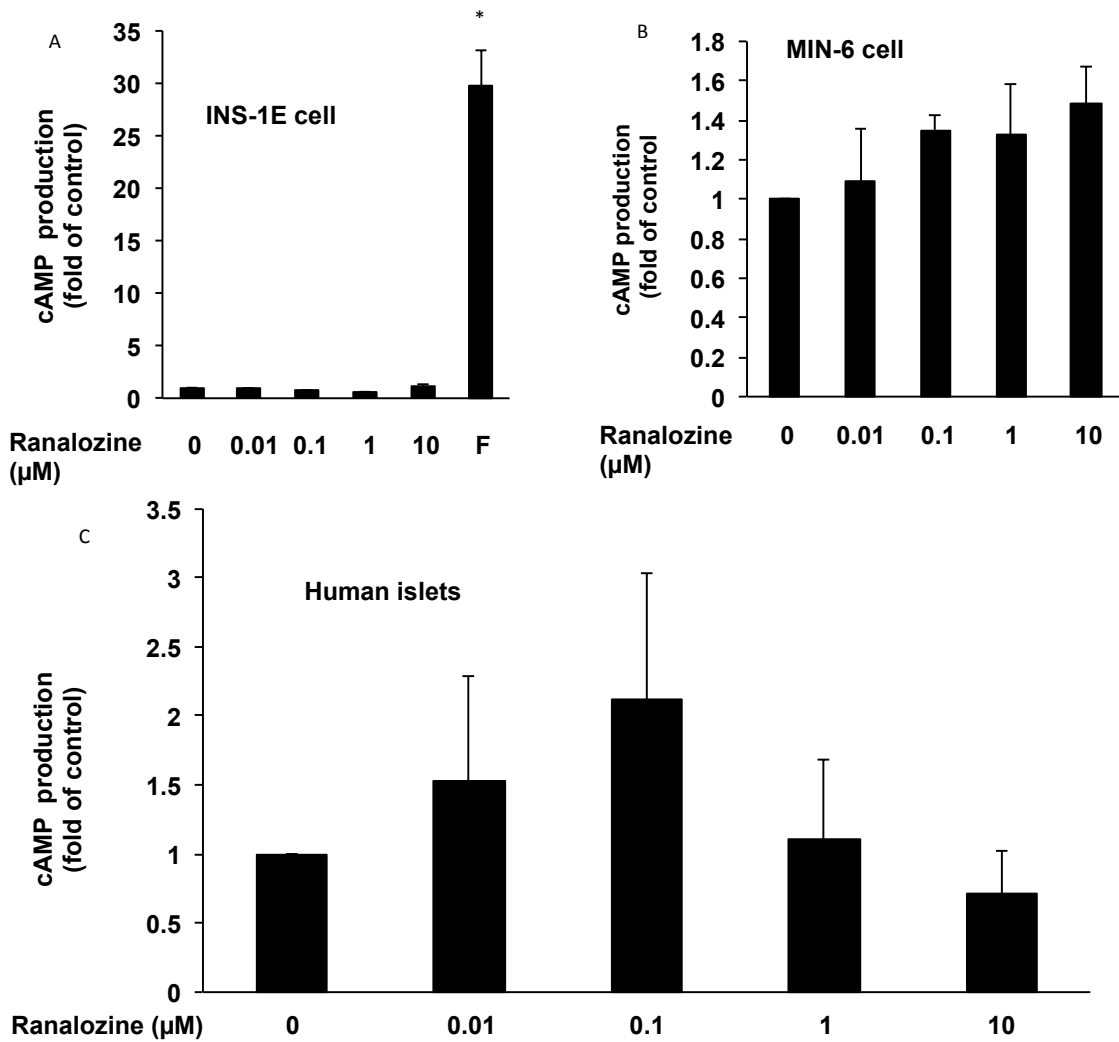 A
*
INS-1E cell
cAMP production
(fold of control)
35
30
25
20
15
10
5
0
Ranalozine
(µM)
0 0.01 0.1 1 10 F
B
MIN-6 cell
cAMP production
(fold of control
1.8
1.6
1.4
1.2
1
0.8
0.6
0.4
0.2
0
Ranalozine
(µM)
0 0.01 0.1 1 10
C
Human islets
cAMP production
(fold of control)
3.5
3
2.5
2
1.5
1
0.5
0
Ranalozine (µM) 0 0.01 0.1 1 10